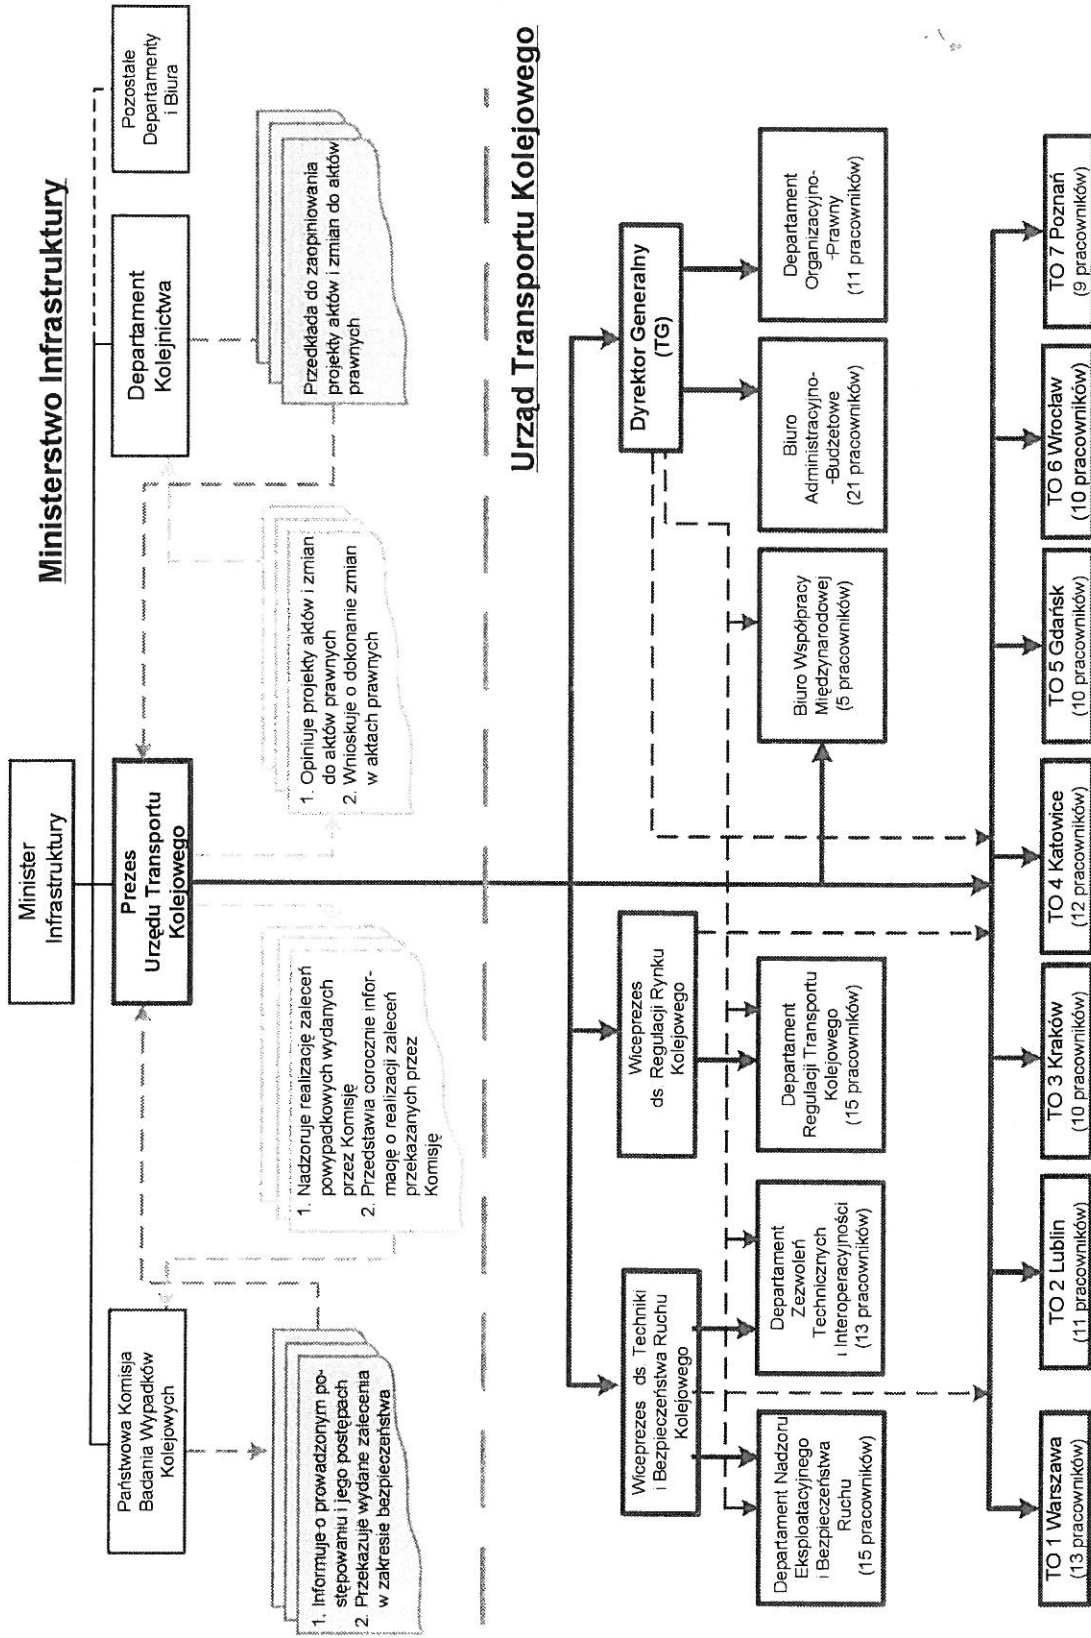 Ministerstwo Infrastruktury
Minister
Infrastruktury
Państwowa Komisja
Badania Wypadków
Kolejowych
Prezes
Urzędu Transportu
Kolejowego
Departament
Kolejnictwa
Pozostałe
Departamenty
i Biura
1. Informuje o prowadzonym po-
stępowaniu i jego postępach
2. Przekazuje wydane zalecenia
w zakresie bezpieczeństwa
1. Nadzoruje realizację zaleceń
powypadkowych wydanych
przez Komisję
2. Przedstawia corocznie infor-
mację o realizacji zaleceń
przekazanych przez
Komisję
1. Opiniuje projekty aktów i zmian
do aktów prawnych
2. Wnioskuje o dokonanie zmian
w aktach prawnych
Przedkłada do zaopiniowania
projekty aktów i zmian do aktów
prawnych
Urząd Transportu Kolejowego
Wiceprezes ds. Techniki
i Bezpieczeństwa Ruchu
Kolejowego
Wiceprezes
ds. Regulacji Rynku
Kolejowego
Dyrektor Generalny
(TG)
Departament Nadzoru
Eksploatacyjnego
i Bezpieczeństwa
Ruchu
(15 pracowników)
Departament
Zezwoleń
Technicznych
i Interoperacyjności
(13 pracowników)
Departament
Regulacji Transportu
Kolejowego
(15 pracowników)
Biuro Współpracy
Międzynarodowej
(5 pracowników)
Biuro
Administracyjno-
-Budżetowe
(21 pracowników)
Departament
Organizacyjno-
-Prawny
(11 pracowników)
TO 1 Warszawa
(13 pracowników)
TO 2 Lublin
(11 pracowników)
TO 3 Kraków
(10 pracowników)
TO 4 Katowice
(12 pracowników)
TO 5 Gdańsk
(10 pracowników)
TO 6 Wrocław
(10 pracowników)
TO 7 Poznań
(9 pracowników)